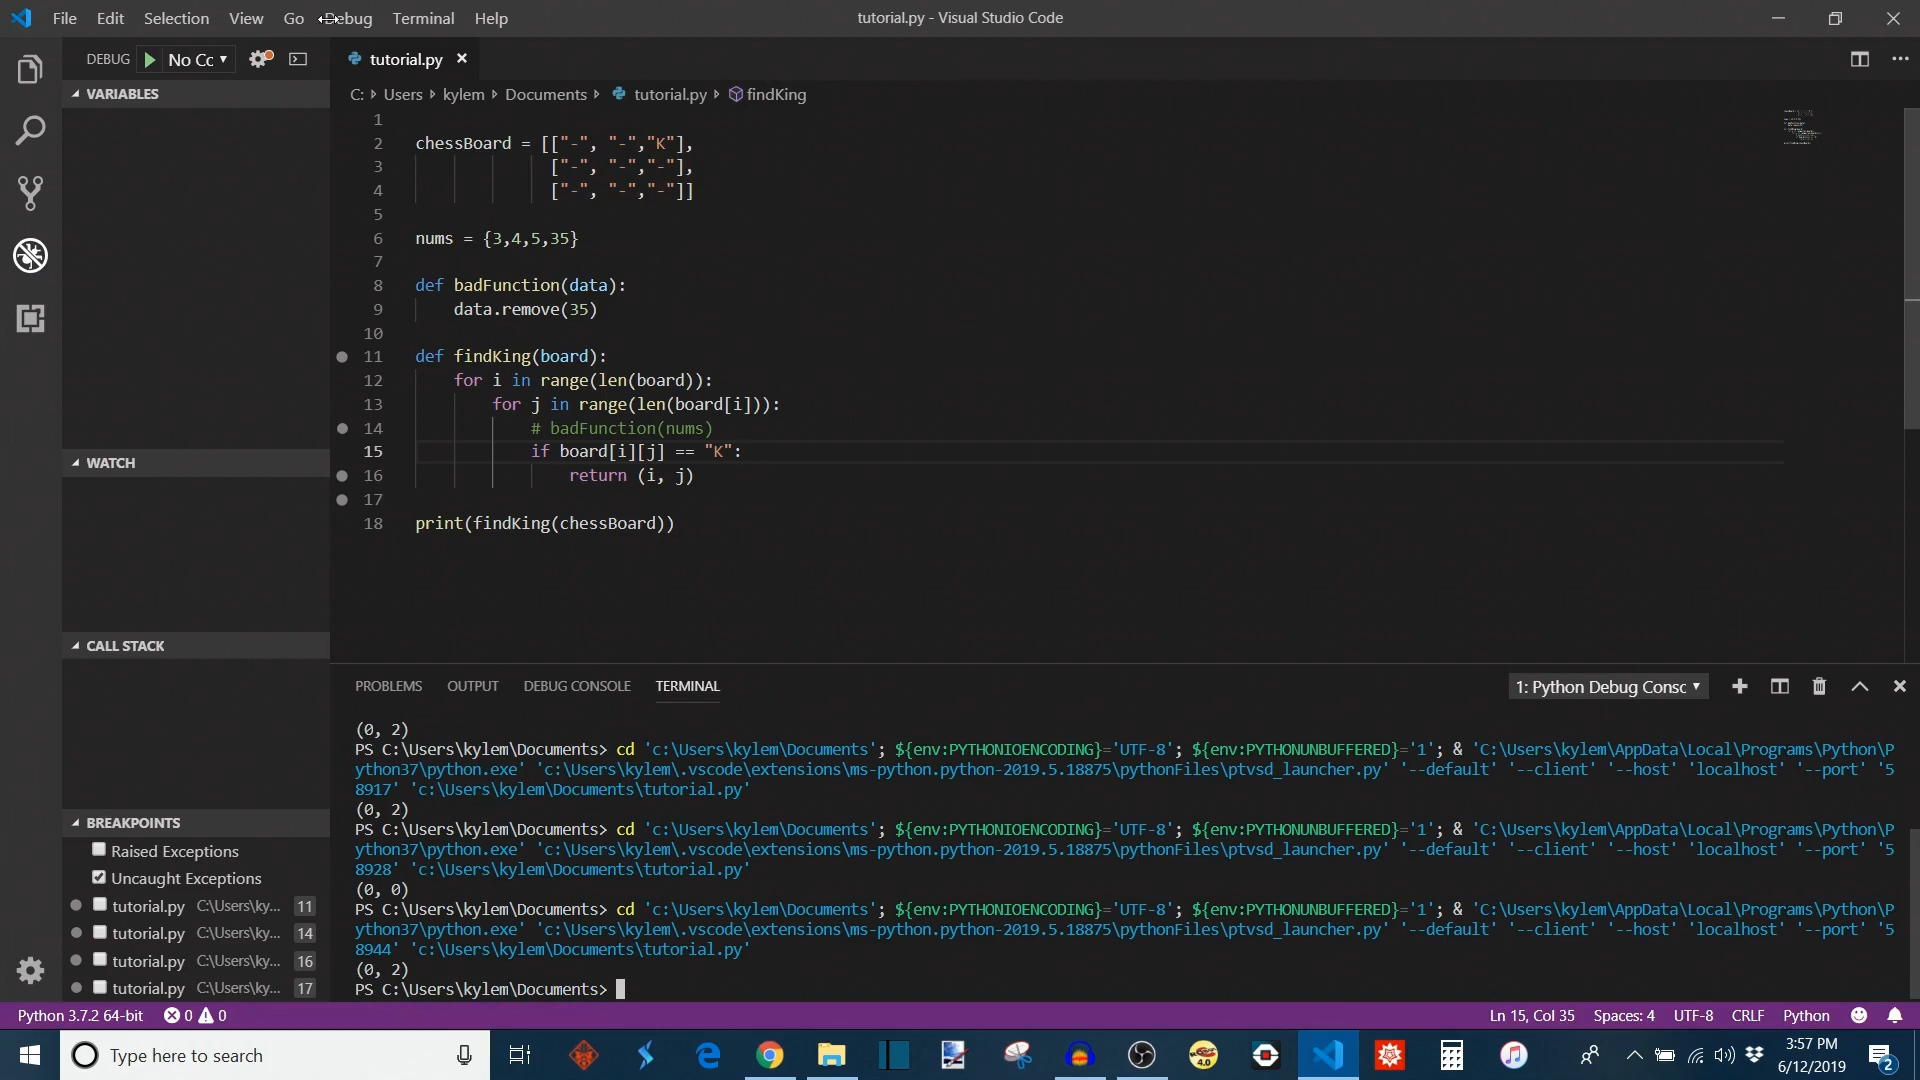 File Edit Selection View Go Debug Terminal Help
tutorial.py - Visual Studio Code
DEBUG No Cc
tutorial.py
VARIABLES
C: Users kylem Documents tutorial.py findKing
1
2 chessBoard = [["-", "-","K"],
3 ["-", "-","-"],
4 ["-", "-","-"]]
5
6 nums = {3,4,5,35}
7
8 def badFunction(data):
9 data.remove(35)
10
11 def findKing(board):
12 for i in range(len(board)):
13 for j in range(len(board[i])):
14 # badFunction(nums)
15 if board[i][j] == "K":
16 return (i, j)
17
18 print(findKing(chessBoard))
WATCH
CALL STACK
BREAKPOINTS
Raised Exceptions
Uncaught Exceptions
tutorial.py C:\Users\ky... 11
tutorial.py C:\Users\ky... 14
tutorial.py C:\Users\ky... 16
tutorial.py C:\Users\ky... 17
PROBLEMS OUTPUT DEBUG CONSOLE TERMINAL
1: Python Debug Consc
(0, 2)
PS C:\Users\kylem\Documents> cd 'c:\Users\kylem\Documents'; ${env:PYTHONIOENCODING}='UTF-8'; ${env:PYTHONUNBUFFERED}='1'; & 'C:\Users\kylem\AppData\Local\Programs\Python\P
ython37\python.exe' 'c:\Users\kylem\.vscode\extensions\ms-python.python-2019.5.18875\pythonFiles\ptvsd_launcher.py' '--default' '--client' '--host' 'localhost' '--port' '5
8917' 'c:\Users\kylem\Documents\tutorial.py'
(0, 2)
PS C:\Users\kylem\Documents> cd 'c:\Users\kylem\Documents'; ${env:PYTHONIOENCODING}='UTF-8'; ${env:PYTHONUNBUFFERED}='1'; & 'C:\Users\kylem\AppData\Local\Programs\Python\P
ython37\python.exe' 'c:\Users\kylem\.vscode\extensions\ms-python.python-2019.5.18875\pythonFiles\ptvsd_launcher.py' '--default' '--client' '--host' 'localhost' '--port' '5
8928' 'c:\Users\kylem\Documents\tutorial.py'
(0, 0)
PS C:\Users\kylem\Documents> cd 'c:\Users\kylem\Documents'; ${env:PYTHONIOENCODING}='UTF-8'; ${env:PYTHONUNBUFFERED}='1'; & 'C:\Users\kylem\AppData\Local\Programs\Python\P
ython37\python.exe' 'c:\Users\kylem\.vscode\extensions\ms-python.python-2019.5.18875\pythonFiles\ptvsd_launcher.py' '--default' '--client' '--host' 'localhost' '--port' '5
8944' 'c:\Users\kylem\Documents\tutorial.py'
(0, 2)
PS C:\Users\kylem\Documents>
Python 3.7.2 64-bit 0 0
Ln 15, Col 35 Spaces: 4 UTF-8 CRLF Python
Type here to search
4.0
3:57 PM
6/12/2019
2